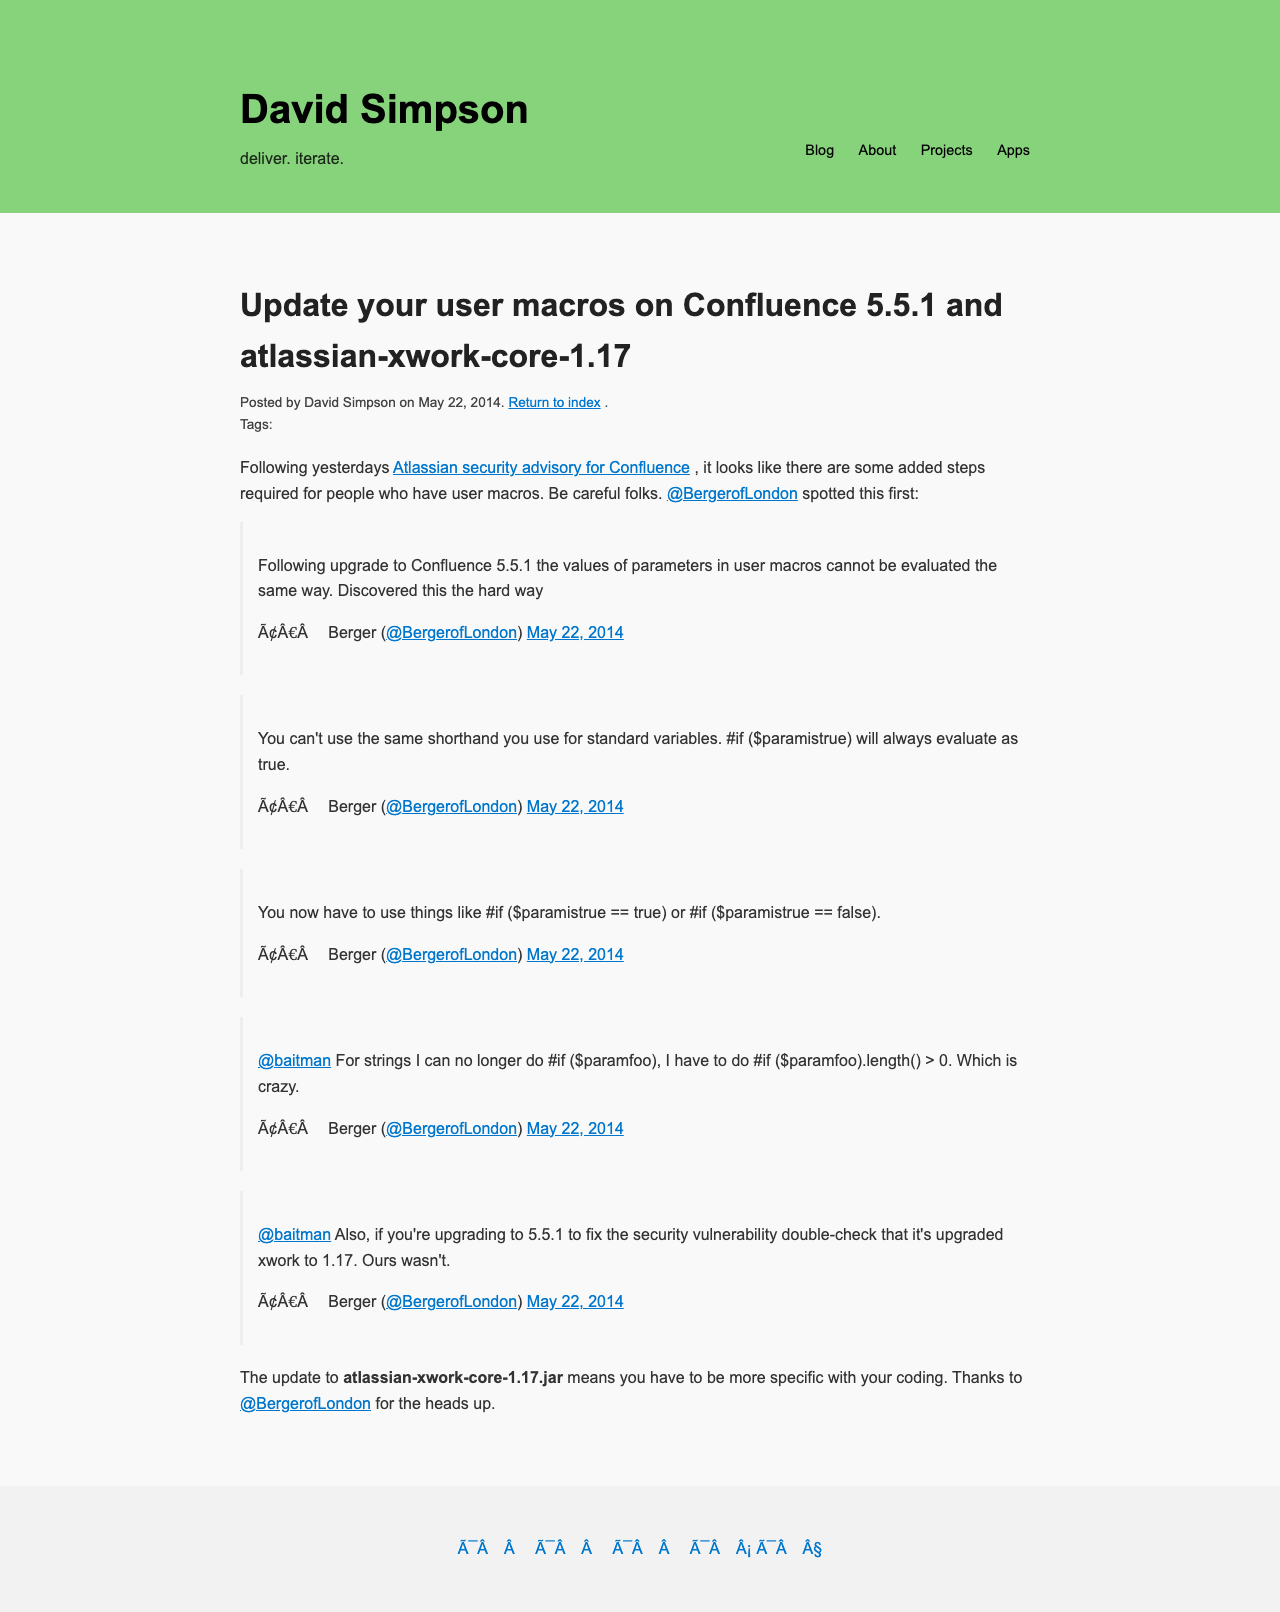 David Simpson
deliver. iterate.
Blog About Projects Apps
Update your user macros on Confluence 5.5.1 and
atlassian-xwork-core-1.17
Posted by David Simpson on May 22, 2014. Return to index .
Tags:
Following yesterdays Atlassian security advisory for Confluence , it looks like there are some added steps
required for people who have user macros. Be careful folks. @BergerofLondon spotted this first:
Following upgrade to Confluence 5.5.1 the values of parameters in user macros cannot be evaluated the
same way. Discovered this the hard way
Ã¢Â€Â Berger (@BergerofLondon) May 22, 2014
You can't use the same shorthand you use for standard variables. #if ($paramistrue) will always evaluate as
true.
Ã¢Â€Â Berger (@BergerofLondon) May 22, 2014
You now have to use things like #if ($paramistrue == true) or #if ($paramistrue == false).
Ã¢Â€Â Berger (@BergerofLondon) May 22, 2014
@baitman For strings I can no longer do #if ($paramfoo), I have to do #if ($paramfoo).length() > 0. Which is
crazy.
Ã¢Â€Â Berger (@BergerofLondon) May 22, 2014
@baitman Also, if you're upgrading to 5.5.1 to fix the security vulnerability double-check that it's upgraded
xwork to 1.17. Ours wasn't.
Ã¢Â€Â Berger (@BergerofLondon) May 22, 2014
The update to atlassian-xwork-core-1.17.jar means you have to be more specific with your coding. Thanks to
@BergerofLondon for the heads up.
Ã¯Â Â Ã¯Â Â Ã¯Â Â Ã¯Â Â¡ Ã¯Â Â§